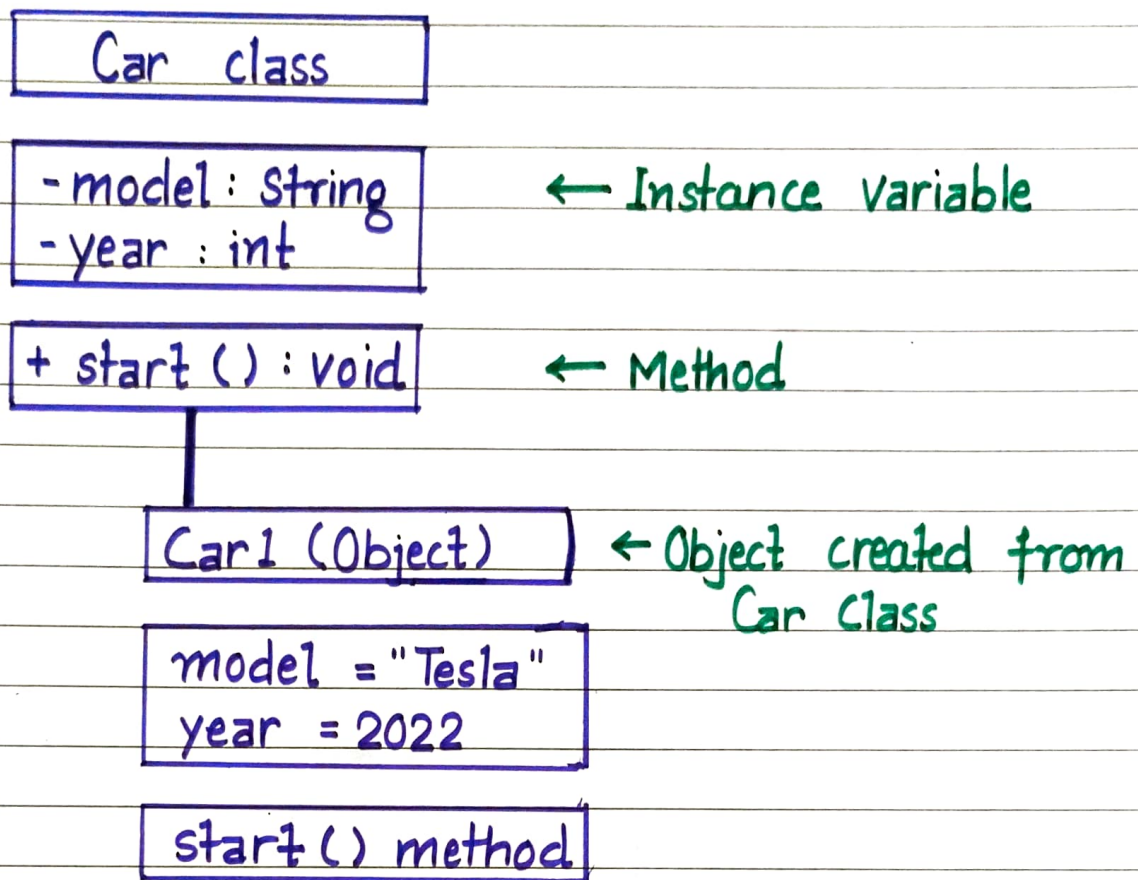 Car class
- model : String ← Instance variable
- year : int
+ start () : void ← Method
Car1 (Object) ← Object created from
Car Class
model = "Tesla"
year = 2022
start () method